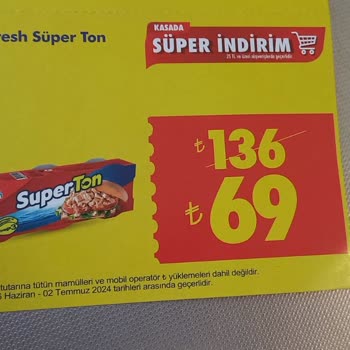 resh Süper Ton
KASADA
SÜPER İNDİRİM
25 TL ve üzeri alışverişlerde geçerlidir.
₺136
₺69
SuperTon
tutarına tütün mamülleri ve mobil operatör ₺ yüklemeleri dahil değildir.
Haziran - 02 Temmuz 2024 tarihleri arasında geçerlidir.